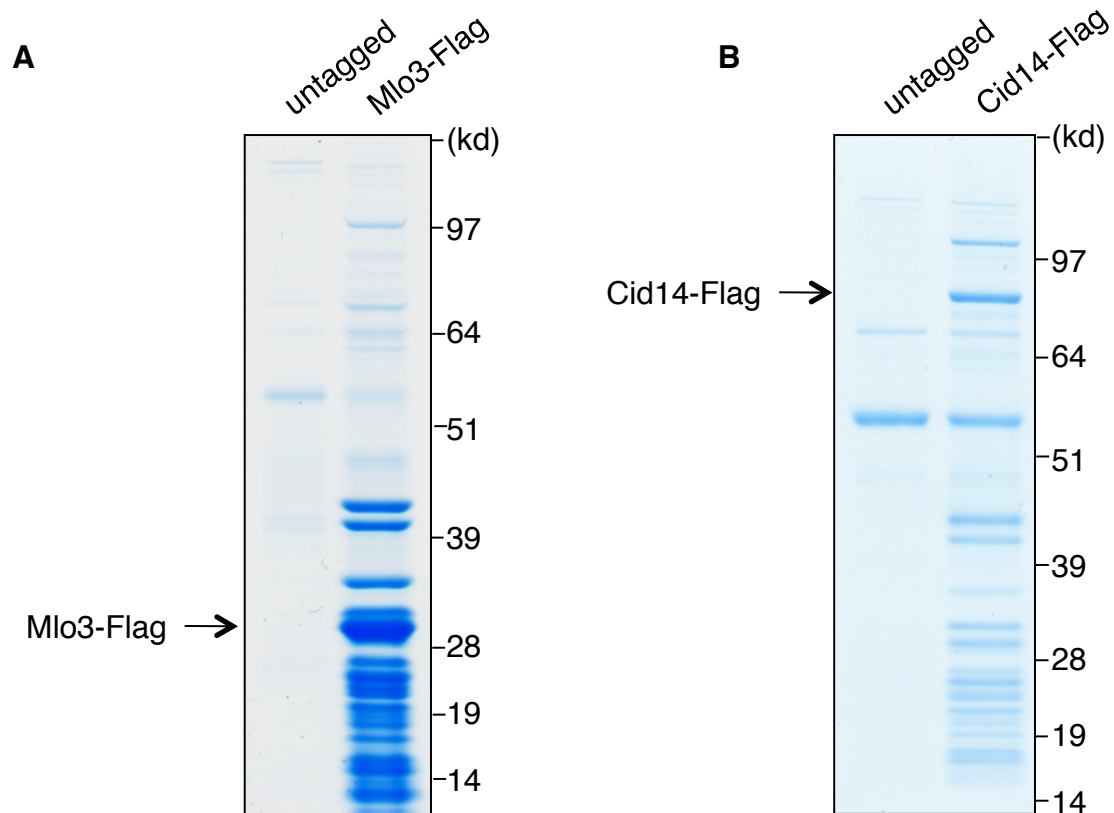 A
untagged
Mlo3-Flag
(kd)
97
64
51
39
28
19
14
Mlo3-Flag
B
untagged
Cid14-Flag
(kd)
97
64
51
39
28
19
14
Cid14-Flag